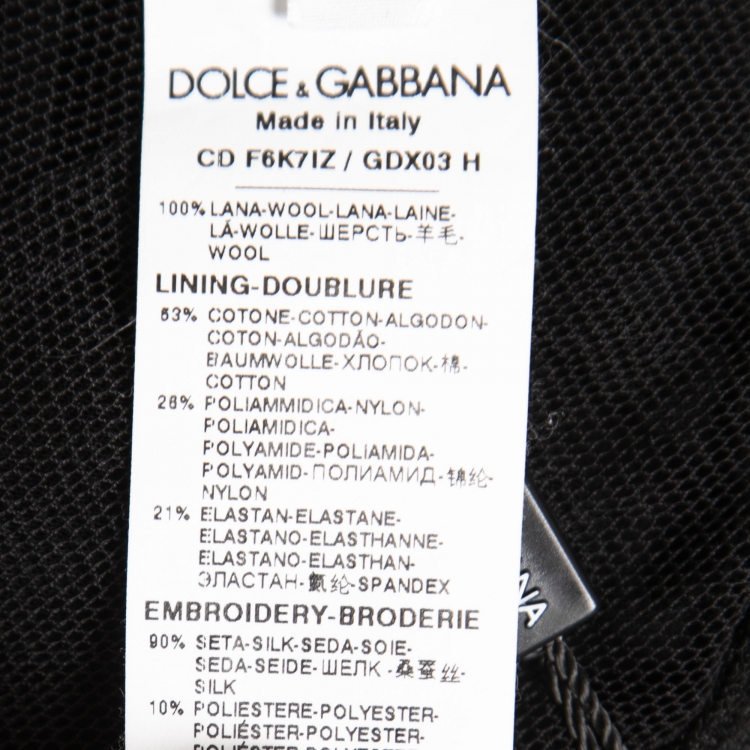 DOLCE & GABBANA
Made in Italy
CD F6K7IZ / GDX03 H
100% LANA-WOOL-LANA-LAINE-
LÃ-WOLLE-ШЕРСТЬ-羊毛-
WOOL
LINING-DOUBLURE
53% COTONE-COTTON-ALGODON-
COTON-ALGODÃO-
BAUMWOLLE-ХЛОПОК-棉-
COTTON
26% POLIAMMIDICA-NYLON-
POLIAMIDICA-
POLYAMIDE-POLIAMIDA-
POLYAMID-ПОЛИАМИД-锦纶-
NYLON
21% ELASTAN-ELASTANE-
ELASTANO-ELASTHANNE-
ELASTANO-ELASTHAN-
ЭЛАСТАН-氨纶-SPANDEX
EMBROIDERY-BRODERIE
90% SETA-SILK-SEDA-SOIE-
SEDA-SEIDE-ШЕЛК-桑蚕丝-
SILK
10% POLIESTERE-POLYESTER-
POLIÉSTER-POLYESTER-